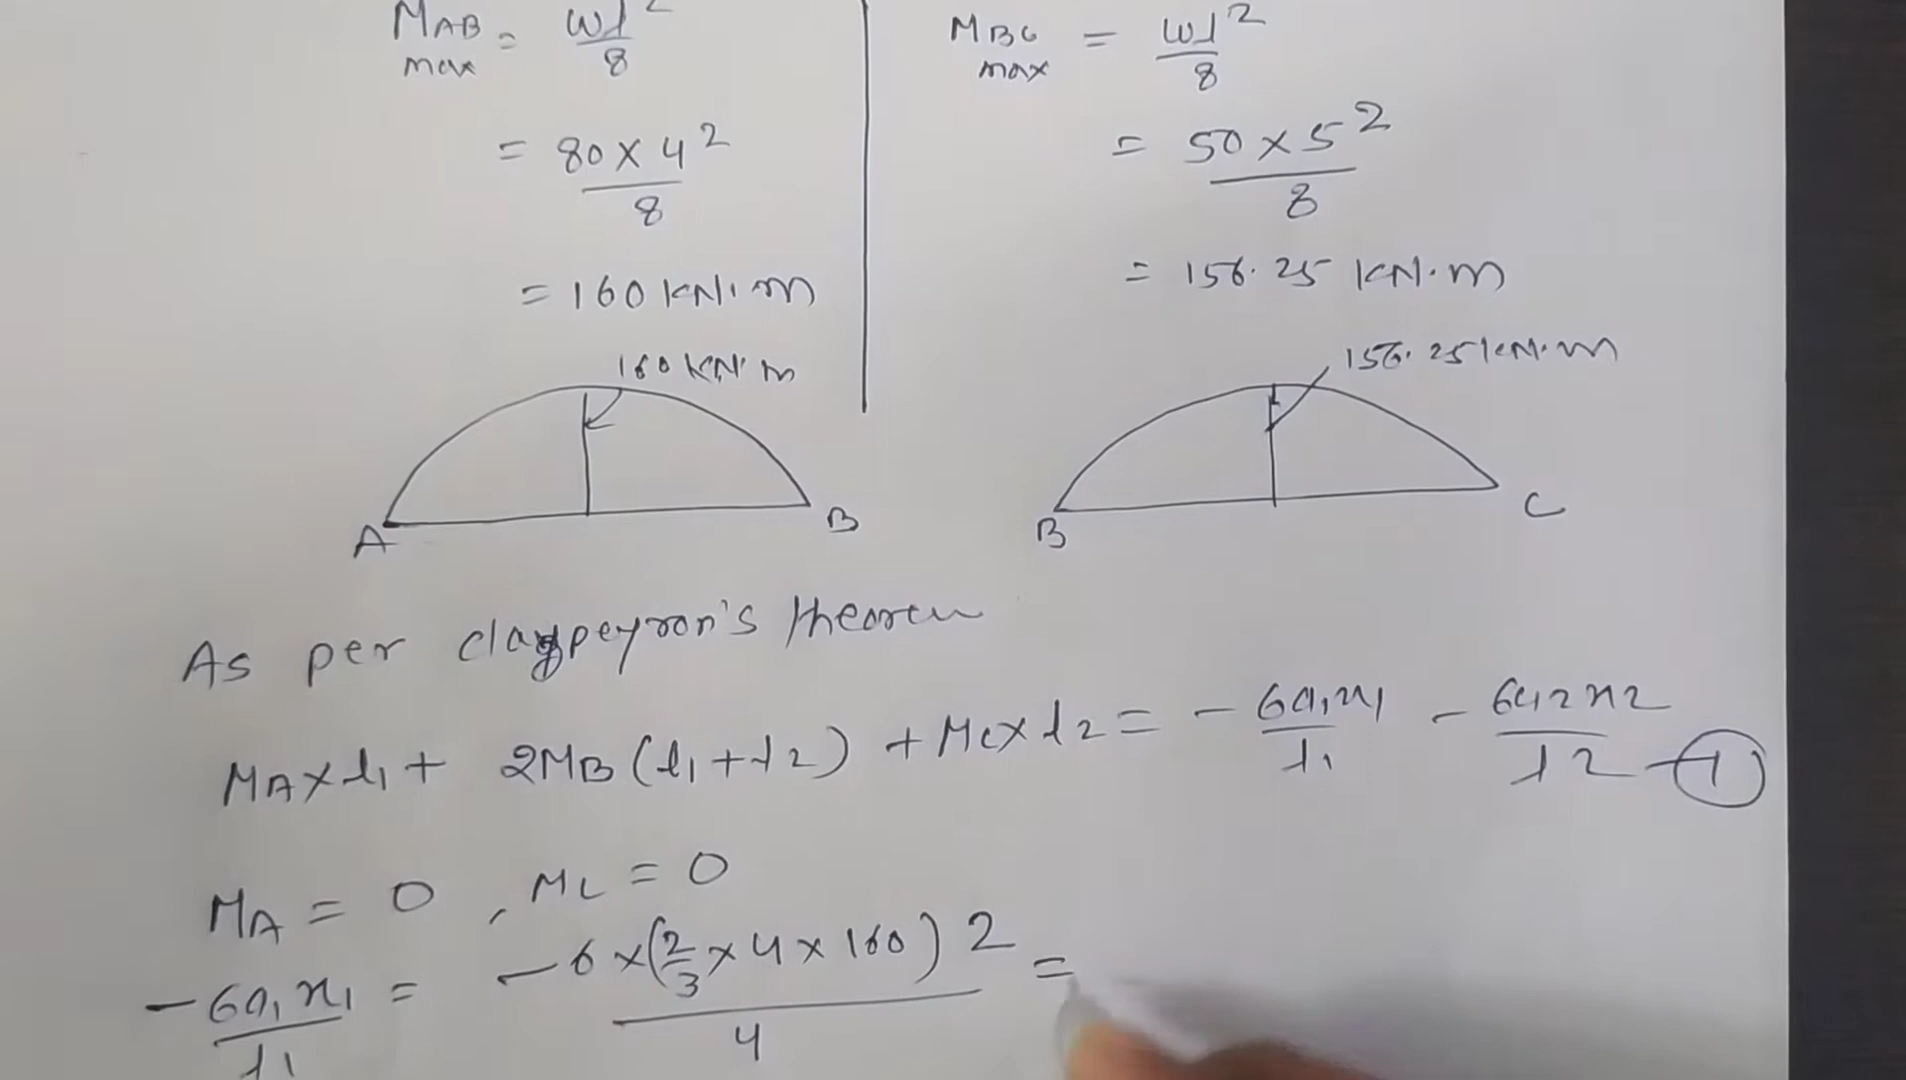 MAB max = wl²/8
= 80 × 4²/8
= 160 KN.m
160 KN.m
A B
MBC max = wl²/8
= 50 × 5²/8
= 156.25 KN.m
156.25 KN.m
B C
As per claypeyron's theorem
MA×l1 + 2MB(l1+l2) + Mc×l2 = - 6a1x1/l1 - 6a2x2/l2 - 1
MA = 0, Mc = 0
-6a1x1/l1 = -6×(2/3×4×160)2/4 =